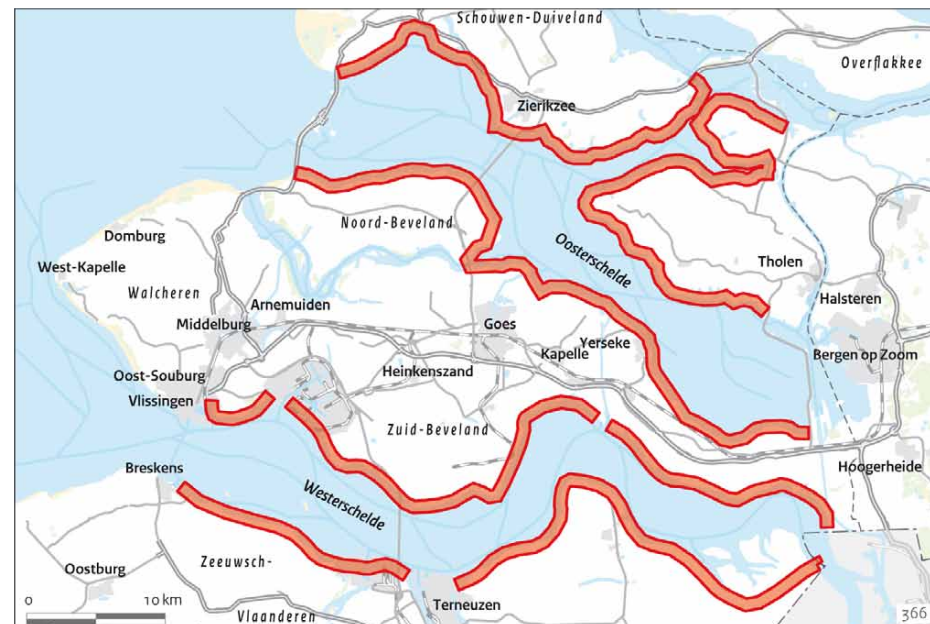 Schouwen-Duiveland
Overflakkee
Zierikzee
Noord-Beveland
Domburg
Oosterschelde
Tholen
West-Kapelle
Walcheren
Halsteren
Arnemuiden
Middelburg
Goes
Yerseke
Kapelle
Bergen op Zoom
Heinkenszand
Oost-Souburg
Vlissingen
Zuid-Beveland
Breskens
Hoogerheide
Westerschelde
Oostburg
Zeeuwsch-
Vlaanderen
Terneuzen
0 10 km
366